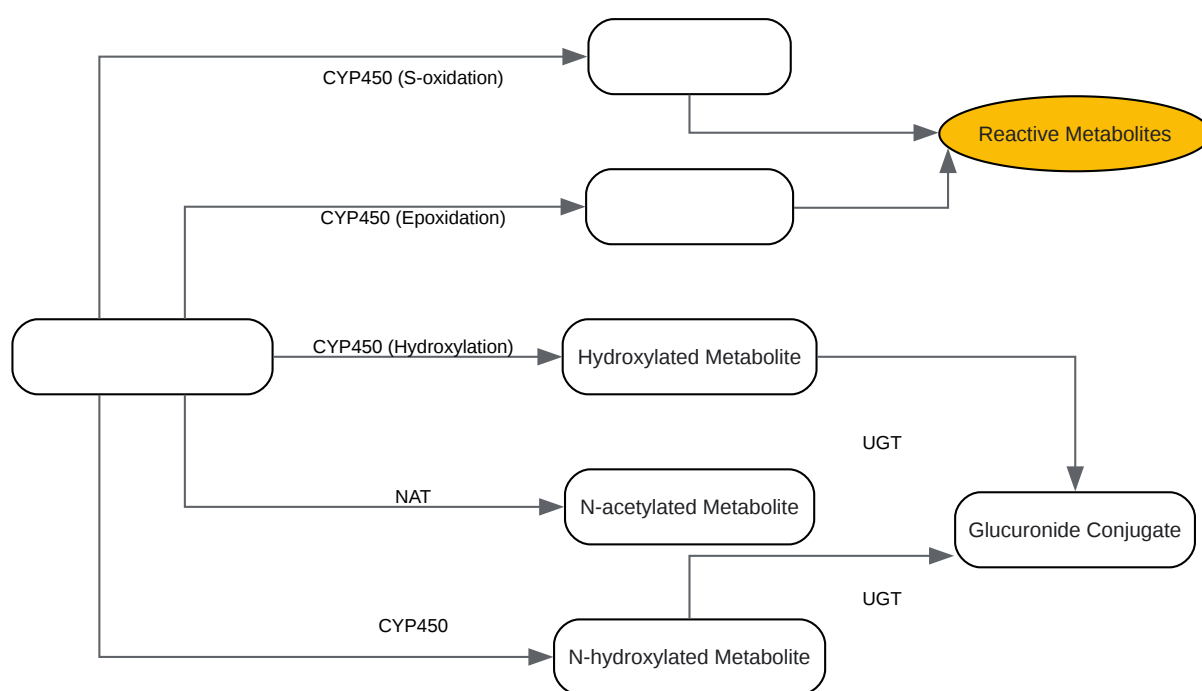 CYP450 (S-oxidation)
Reactive Metabolites
CYP450 (Epoxidation)
CYP450 (Hydroxylation)
Hydroxylated Metabolite
UGT
NAT
N-acetylated Metabolite
Glucuronide Conjugate
UGT
CYP450
N-hydroxylated Metabolite